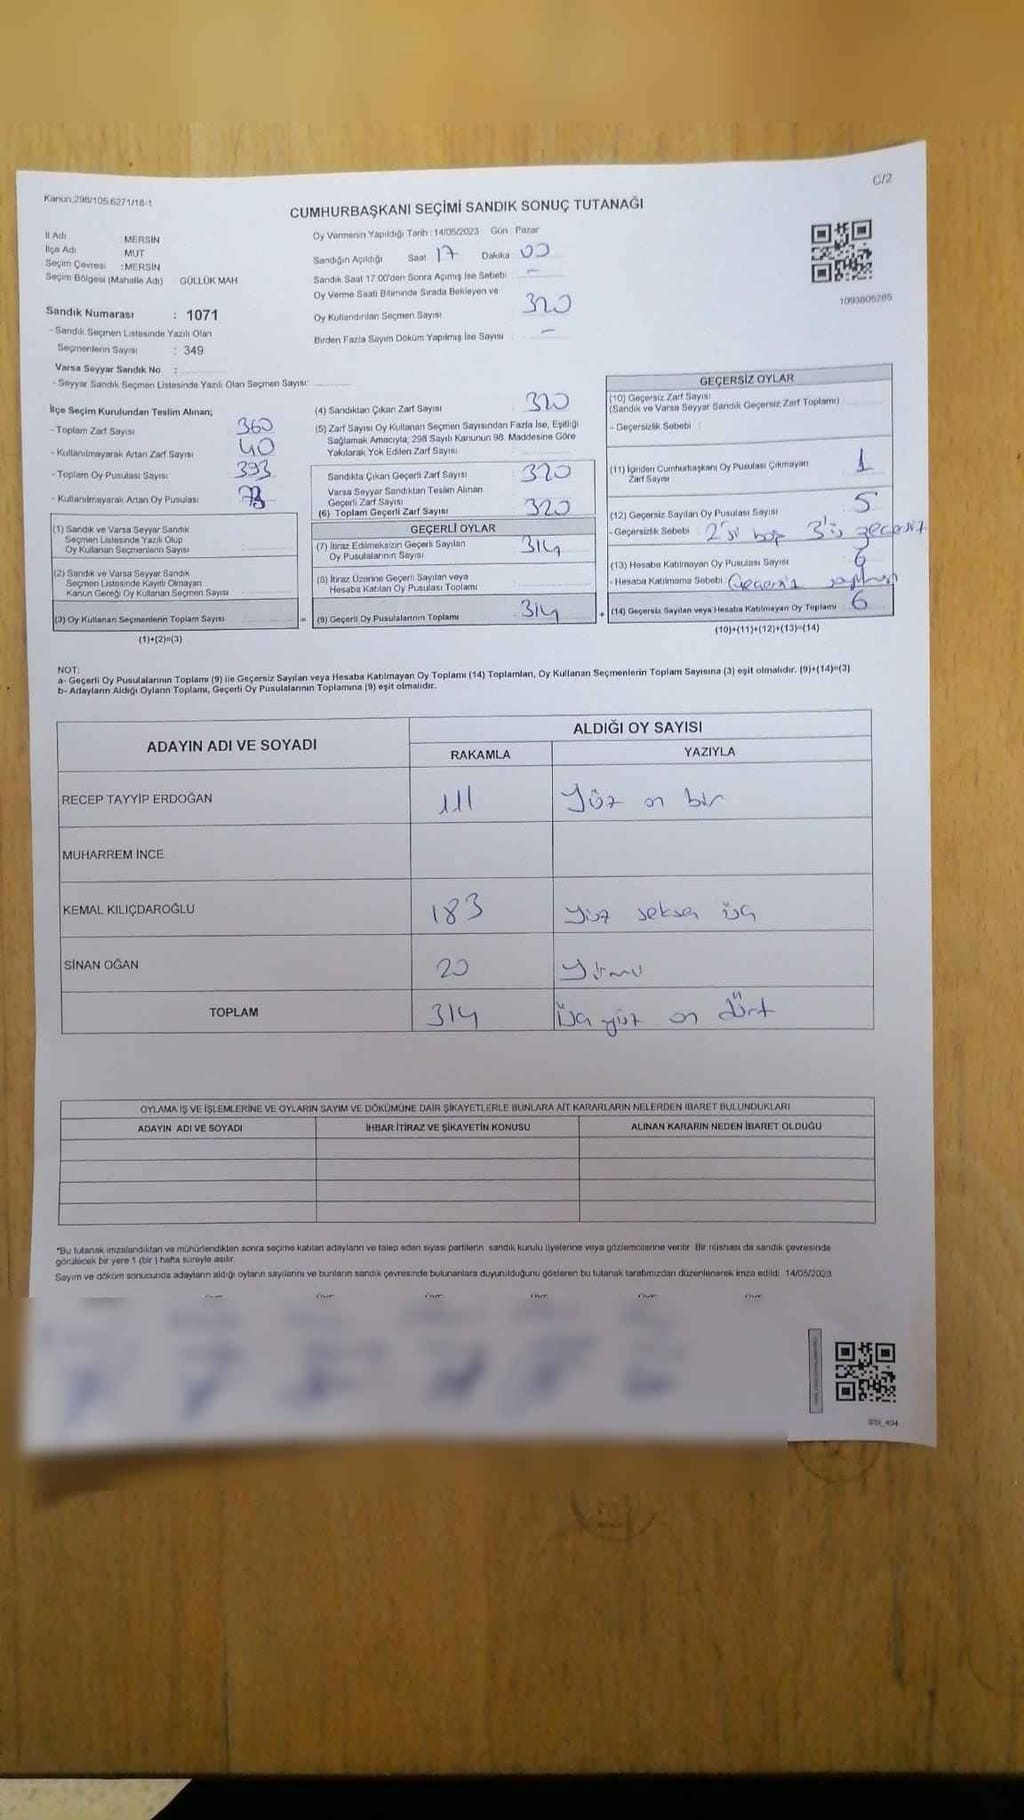 C/2
Kanun:298/105.6271/18-1
CUMHURBAŞKANI SEÇİMİ SANDIK SONUÇ TUTANAĞI
İl Adı : MERSİN
İlçe Adı : MUT
Seçim Çevresi : MERSİN
Seçim Bölgesi (Mahalle Adı) GÜLLÜK MAH
Sandık Numarası : 1071
- Sandık Seçmen Listesinde Yazılı Olan
Seçmenlerin Sayısı : 349
Varsa Seyyar Sandık No :
- Seyyar Sandık Seçmen Listesinde Yazılı Olan Seçmen Sayısı:
Oy Vermenin Yapıldığı Tarih : 14/05/2023 Gün : Pazar
Sandığın Açıldığı Saat 17 Dakika 00
Sandık Saat 17:00'den Sonra Açılmış İse Sebebi –
Oy Verme Saati Bitiminde Sırada Bekleyen ve
Oy Kullandırılan Seçmen Sayısı 320
Birden Fazla Sayım Döküm Yapılmış İse Sayısı –
1093605285
İlçe Seçim Kurulundan Teslim Alınan;
- Toplam Zarf Sayısı 360
- Kullanılmayarak Artan Zarf Sayısı 40
- Toplam Oy Pusulası Sayısı 393
- Kullanılmayarak Artan Oy Pusulası 73
(1) Sandık ve Varsa Seyyar Sandık
Seçmen Listesinde Yazılı Olup
Oy Kullanan Seçmenlerin Sayısı
(2) Sandık ve Varsa Seyyar Sandık
Seçmen Listesinde Kayıtlı Olmayan
Kanun Gereği Oy Kullanan Seçmen Sayısı
(3) Oy Kullanan Seçmenlerin Toplam Sayısı
(1)+(2)=(3)
(4) Sandıktan Çıkan Zarf Sayısı 320
(5) Zarf Sayısı Oy Kullanan Seçmen Sayısından Fazla İse, Eşitliği
Sağlamak Amacıyla, 298 Sayılı Kanunun 98. Maddesine Göre
Yakılarak Yok Edilen Zarf Sayısı
Sandıkta Çıkan Geçerli Zarf Sayısı 320
Varsa Seyyar Sandıktan Teslim Alınan
Geçerli Zarf Sayısı
(6) Toplam Geçerli Zarf Sayısı 320
GEÇERLİ OYLAR
(7) İtiraz Edilmeksizin Geçerli Sayılan
Oy Pusulalarının Sayısı 314
(8) İtiraz Üzerine Geçerli Sayılan veya
Hesaba Katılan Oy Pusulası Toplamı
= (9) Geçerli Oy Pusulalarının Toplamı 314 +
GEÇERSİZ OYLAR
(10) Geçersiz Zarf Sayısı
(Sandık ve Varsa Seyyar Sandık Geçersiz Zarf Toplamı)
- Geçersizlik Sebebi :
(11) İçinden Cumhurbaşkanı Oy Pusulası Çıkmayan
Zarf Sayısı 1
(12) Geçersiz Sayılan Oy Pusulası Sayısı 5
- Geçersizlik Sebebi 2'si boş 3'ü geçersiz
(13) Hesaba Katılmayan Oy Pusulası Sayısı 6
- Hesaba Katılmama Sebebi Geçersiz
(14) Geçersiz Sayılan veya Hesaba Katılmayan Oy Toplamı 6
(10)+(11)+(12)+(13)=(14)
NOT:
a- Geçerli Oy Pusulalarının Toplamı (9) ile Geçersiz Sayılan veya Hesaba Katılmayan Oy Toplamı (14) Toplamları, Oy Kullanan Seçmenlerin Toplam Sayısına (3) eşit olmalıdır. (9)+(14)=(3)
b- Adayların Aldığı Oyların Toplamı, Geçerli Oy Pusulalarının Toplamına (9) eşit olmalıdır.
ADAYIN ADI VE SOYADI
ALDIĞI OY SAYISI
RAKAMLA YAZIYLA
RECEP TAYYİP ERDOĞAN 111 Yüz on bir
MUHARREM İNCE
KEMAL KILIÇDAROĞLU 183 Yüz seksen üç
SİNAN OĞAN 20 Yirmi
TOPLAM 314 Üç yüz on dört
OYLAMA İŞ VE İŞLEMLERİNE VE OYLARIN SAYIM VE DÖKÜMÜNE DAİR ŞİKAYETLERLE BUNLARA AİT KARARLARIN NELERDEN İBARET BULUNDUKLARI
ADAYIN ADI VE SOYADI İHBAR İTİRAZ VE ŞİKAYETİN KONUSU ALINAN KARARIN NEDEN İBARET OLDUĞU
*Bu tutanak imzalandıktan ve mühürlendikten sonra seçime katılan adayların ve talep eden siyasi partilerin sandık kurulu üyelerine veya gözlemcilerine verilir. Bir nüshası da sandık çevresinde
görülecek bir yere 1 (bir) hafta süreyle asılır.
Sayım ve döküm sonucunda adayların aldığı oyların sayılarını ve bunların sandık çevresinde bulunanlara duyurulduğunu gösteren bu tutanak tarafımızdan düzenlenerek imza edildi. 14/05/2023